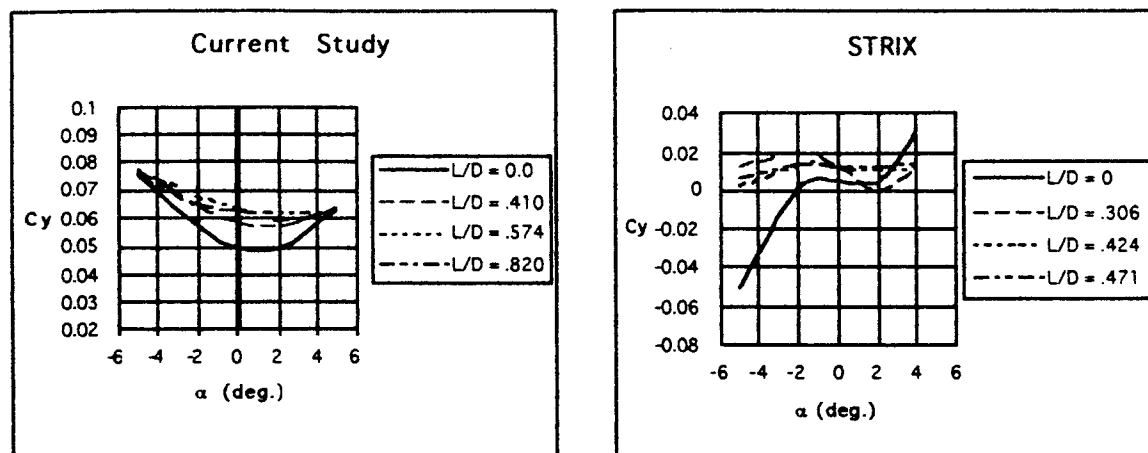 Current Study
0.1
0.09
0.08
0.07
Cy 0.06
0.05
0.04
0.03
0.02
-6 -4 -2 0 2 4 6
α (deg.)
L/D = 0.0
L/D = .410
L/D = .574
L/D = .820
STRIX
0.04
0.02
0
Cy -0.02
-0.04
-0.06
-0.08
-6 -4 -2 0 2 4 6
α (deg.)
L/D = 0
L/D = .306
L/D = .424
L/D = .471